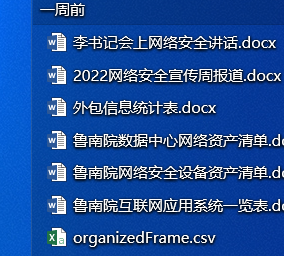 一周前
李书记会上网络安全讲话.docx
2022网络安全宣传周报道.docx
外包信息统计表.docx
鲁南院数据中心网络资产清单.do
鲁南院网络安全设备资产清单.do
鲁南院互联网应用系统一览表.do
organizedFrame.csv